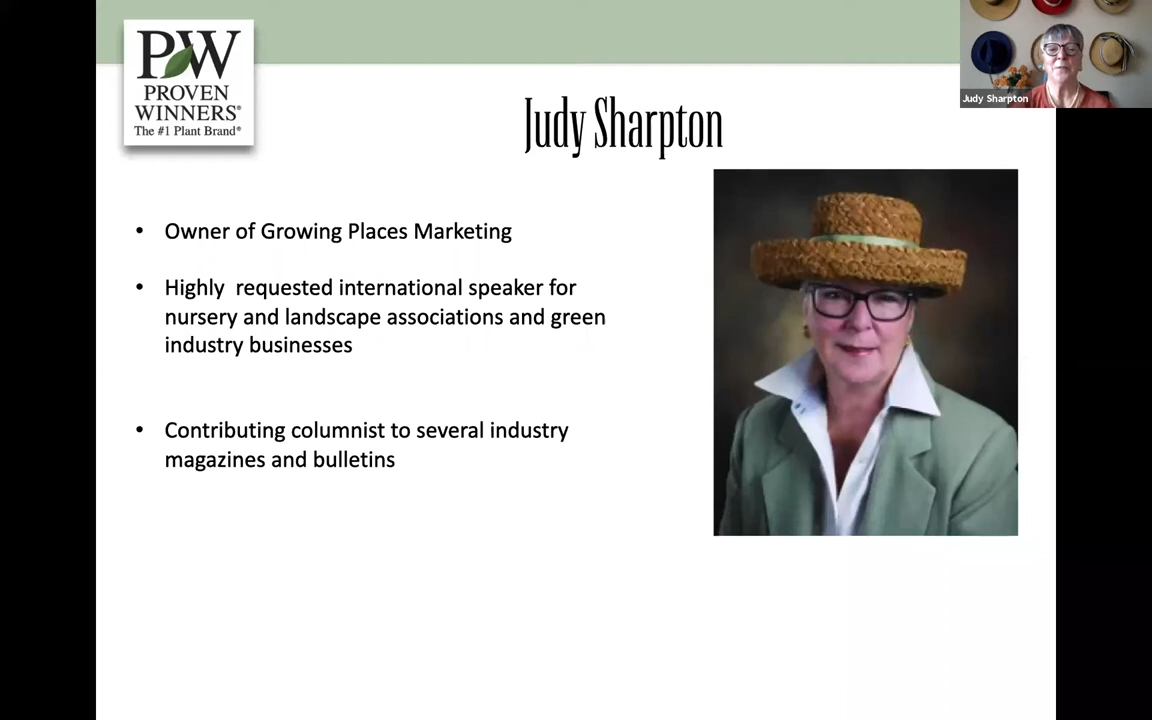 PW
PROVEN
WINNERS®
The #1 Plant Brand®
Judy Sharpton
Judy Sharpton
• Owner of Growing Places Marketing
• Highly  requested international speaker for
nursery and landscape associations and green
industry businesses
• Contributing columnist to several industry
magazines and bulletins